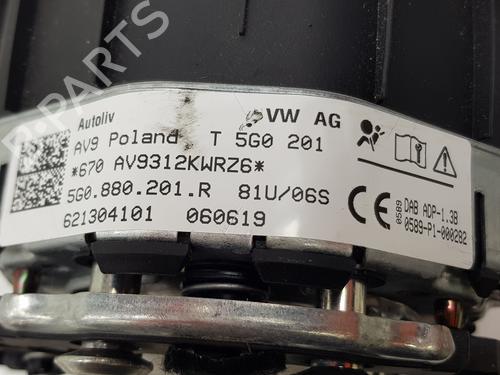 Autoliv
VW AG
AV9 Poland T 5G0 201
*670 AV9312KWRZ6*
5G0.880.201.R 81U/06S
621304101 060619
CE
0589
DAB ADP-1.3B
0589-P1-000282
B-PARTS